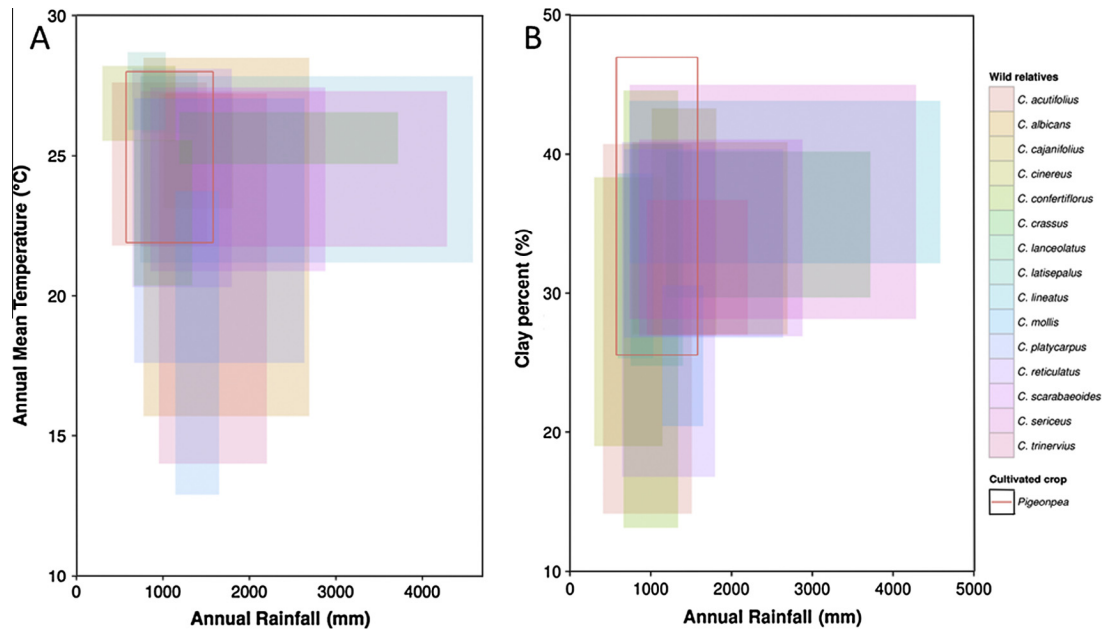 A
30
25
20
15
10
0
1000
2000
3000
4000
Annual Mean Temperature (°C)
Annual Rainfall (mm)
B
50
40
30
20
10
0
1000
2000
3000
4000
5000
Clay percent (%)
Annual Rainfall (mm)
Wild relatives
C. acutifolius
C. albicans
C. cajanifolius
C. cinereus
C. confertiflorus
C. crassus
C. lanceolatus
C. latisepalus
C. lineatus
C. mollis
C. platycarpus
C. reticulatus
C. scarabaeoides
C. sericeus
C. trinervius
Cultivated crop
Pigeonpea